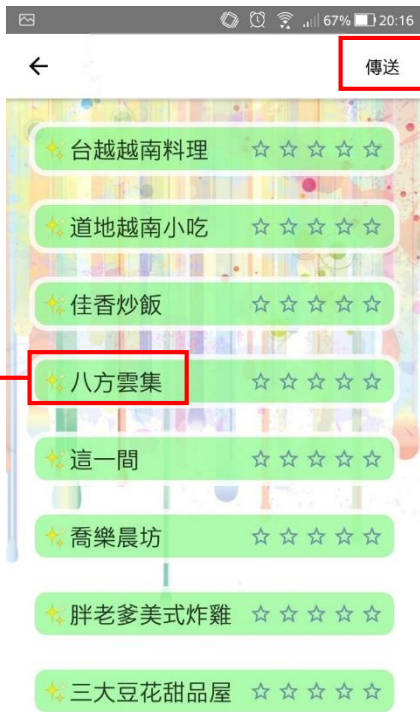 67% 20:16
傳送
台越越南料理 ☆ ☆ ☆ ☆ ☆
道地越南小吃 ☆ ☆ ☆ ☆ ☆
佳香炒飯 ☆ ☆ ☆ ☆ ☆
八方雲集 ☆ ☆ ☆ ☆ ☆
這一間 ☆ ☆ ☆ ☆ ☆
喬樂晨坊 ☆ ☆ ☆ ☆ ☆
胖老爹美式炸雞 ☆ ☆ ☆ ☆ ☆
三大豆花甜品屋 ☆ ☆ ☆ ☆ ☆